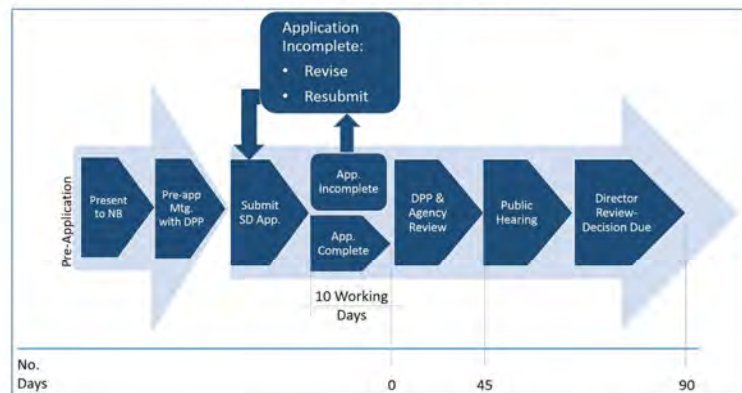 Application
Incomplete:
• Revise
• Resubmit
Pre-Application
Present
to NB
Pre-app
Mtg.
with DPP
Submit
SD App.
App.
Incomplete
App.
Complete
DPP &
Agency
Review
Public
Hearing
Director
Review-
Decision Due
10 Working
Days
No.
Days
0
45
90